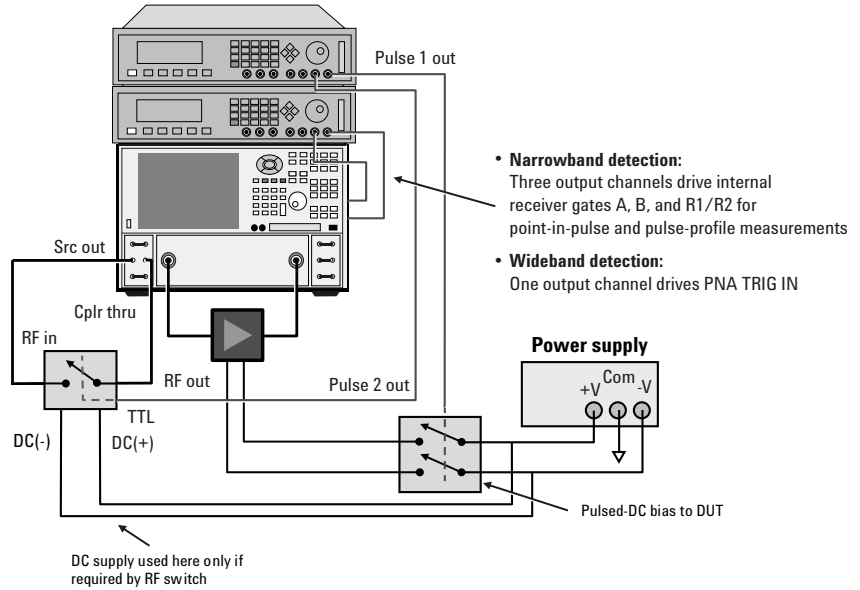 Pulse 1 out
• Narrowband detection:
Three output channels drive internal
receiver gates A, B, and R1/R2 for
point-in-pulse and pulse-profile measurements
• Wideband detection:
One output channel drives PNA TRIG IN
Src out
Cplr thru
RF in
RF out
Pulse 2 out
Power supply
+V
Com
-V
TTL
DC(-)
DC(+)
Pulsed-DC bias to DUT
DC supply used here only if
required by RF switch